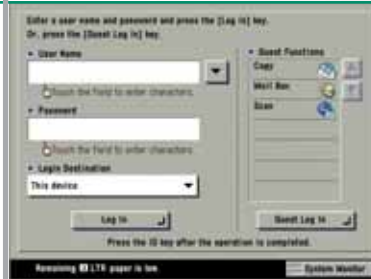 Enter a user name and password and press the [Log in] key.
Or, press the [Guest Log in] key.
User Name
Touch the field to enter characters.
Password
Touch the field to enter characters.
Login Destination
This device
Log In
Guest Functions
Copy
Mail Box
Scan
Guest Log In
Press the ID key after the operation is completed.
Remaining LTR paper is low.
System Monitor